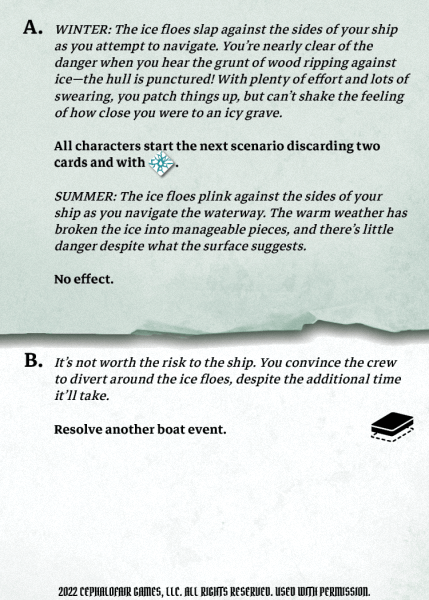 A. WINTER: The ice floes slap against the sides of your ship
as you attempt to navigate. You're nearly clear of the
danger when you hear the grunt of wood ripping against
ice—the hull is punctured! With plenty of effort and lots of
swearing, you patch things up, but can't shake the feeling
of how close you were to an icy grave.
All characters start the next scenario discarding two
cards and with .
SUMMER: The ice floes plink against the sides of your
ship as you navigate the waterway. The warm weather has
broken the ice into manageable pieces, and there's little
danger despite what the surface suggests.
No effect.
B. It's not worth the risk to the ship. You convince the crew
to divert around the ice floes, despite the additional time
it'll take.
Resolve another boat event.
2022 CEPHALOFAIR GAMES, LLC. ALL RIGHTS RESERVED. USED WITH PERMISSION.